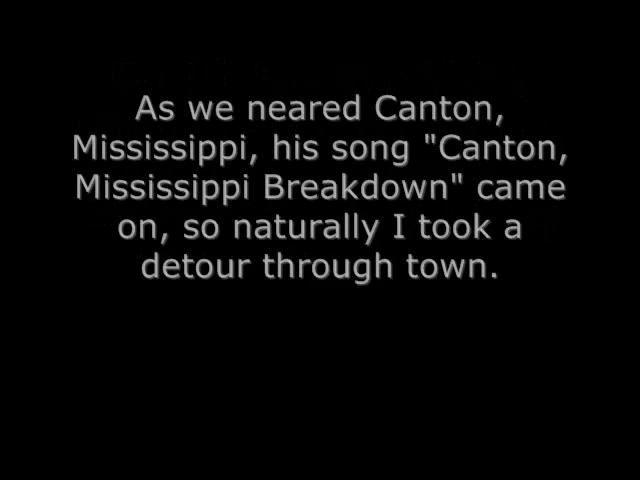 As we neared Canton,
Mississippi, his song "Canton,
Mississippi Breakdown" came
on, so naturally I took a
detour through town.